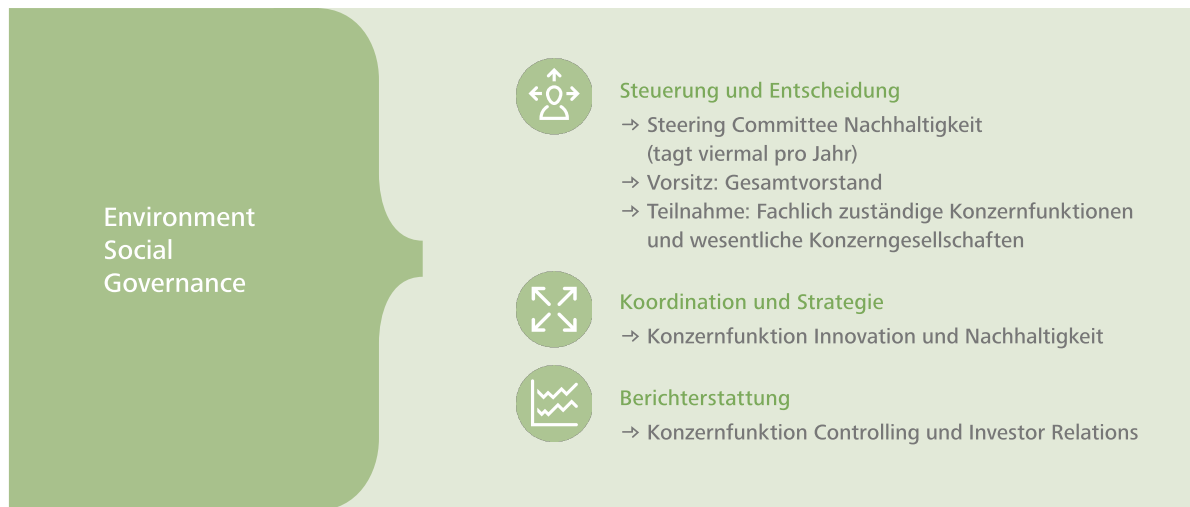 Environment
Social
Governance
Steuerung und Entscheidung
→ Steering Committee Nachhaltigkeit
(tagt viermal pro Jahr)
→ Vorsitz: Gesamtvorstand
→ Teilnahme: Fachlich zuständige Konzernfunktionen
und wesentliche Konzerngesellschaften
Koordination und Strategie
→ Konzernfunktion Innovation und Nachhaltigkeit
Berichterstattung
→ Konzernfunktion Controlling und Investor Relations